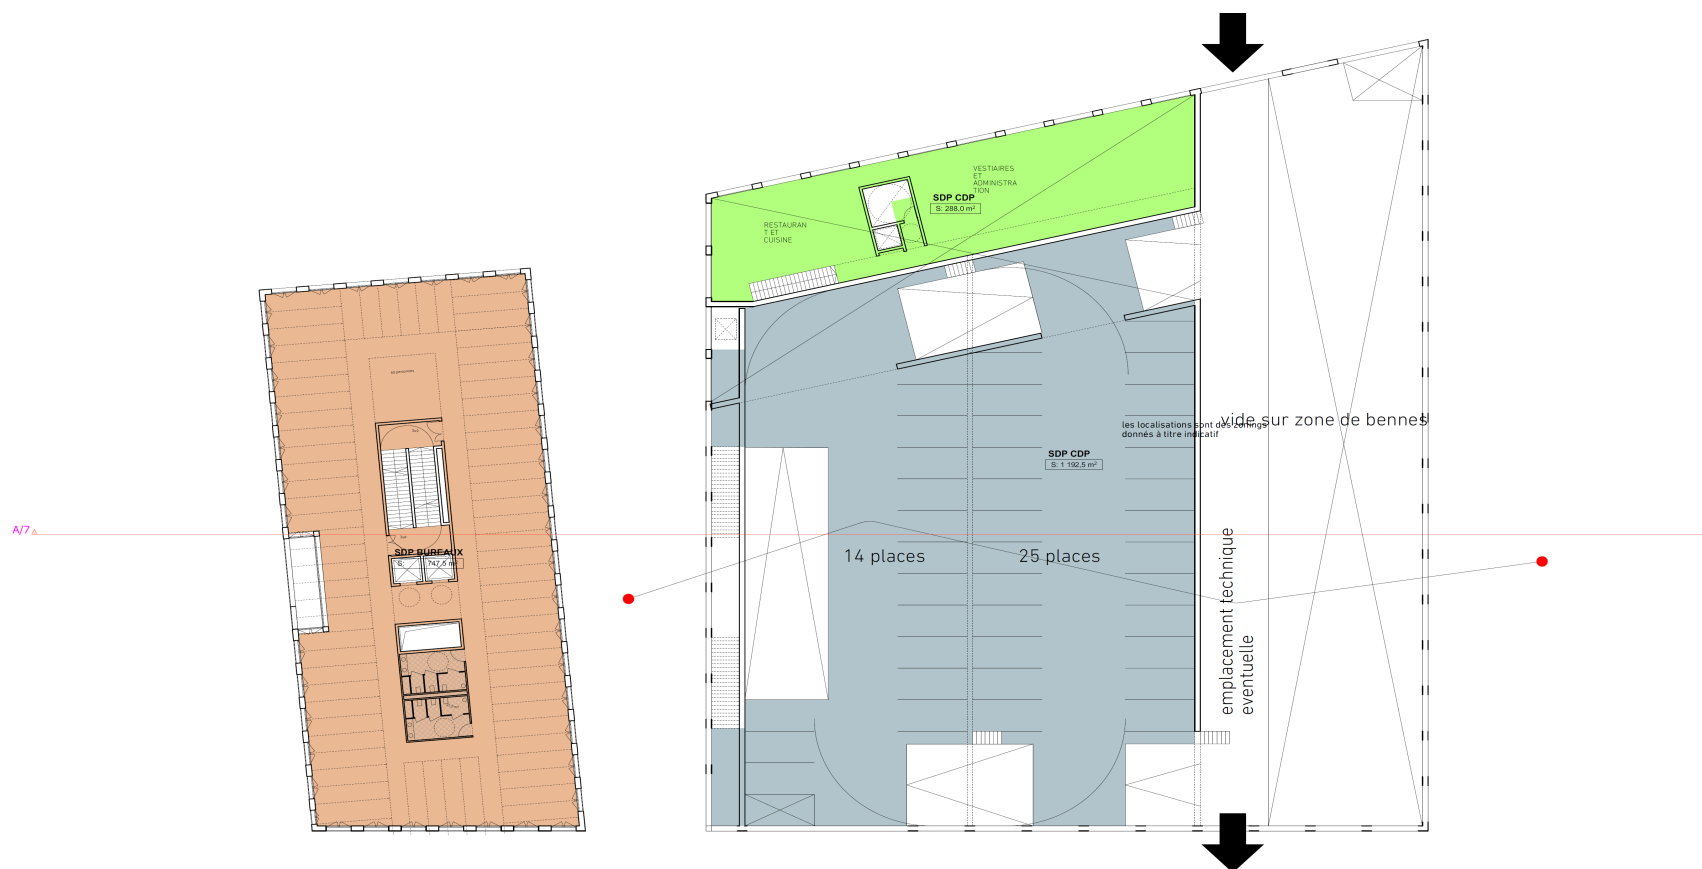 VESTIAIRES
ET
ADMINISTRA
TION
SDP CDP
S: 288,0 m²
RESTAURAN
T ET
CUISINE
vide sur zone de bennes
les localisations sont des zonings
donnés à titre indicatif
SDP CDP
S: 1 192,5 m²
A/7
SDP BUREAUX
S: 747,5 m²
14 places
25 places
emplacement technique
eventuelle